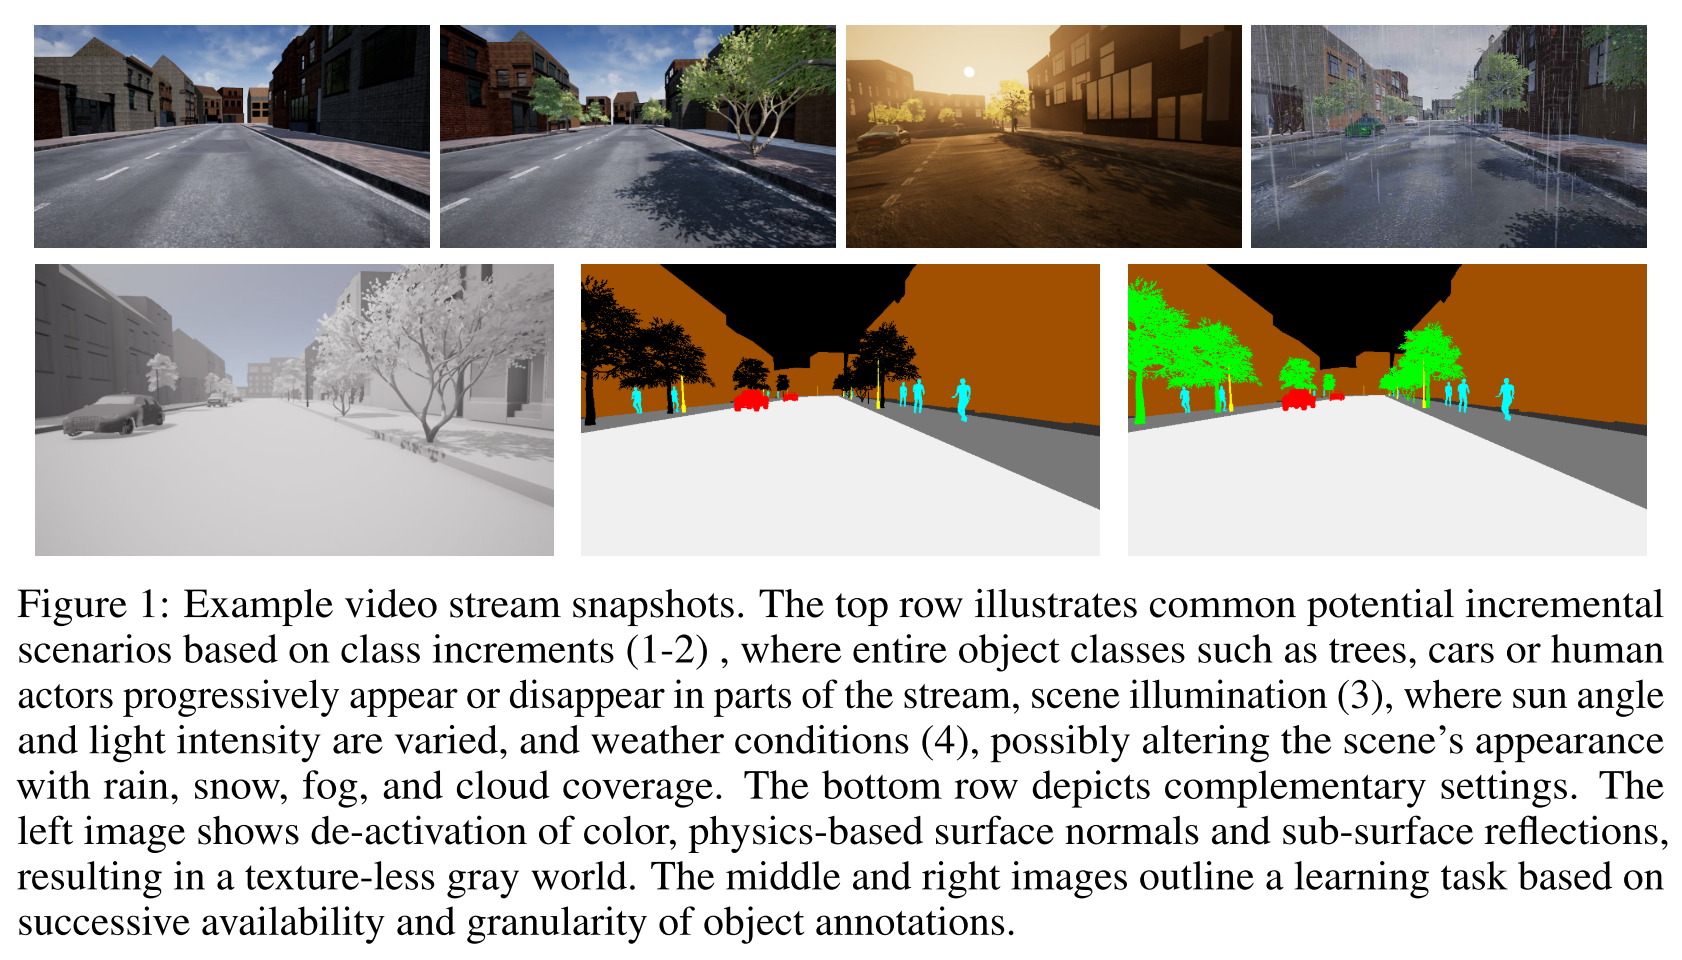 Figure 1: Example video stream snapshots. The top row illustrates common potential incremental
scenarios based on class increments (1-2) , where entire object classes such as trees, cars or human
actors progressively appear or disappear in parts of the stream, scene illumination (3), where sun angle
and light intensity are varied, and weather conditions (4), possibly altering the scene’s appearance
with rain, snow, fog, and cloud coverage. The bottom row depicts complementary settings. The
left image shows de-activation of color, physics-based surface normals and sub-surface reflections,
resulting in a texture-less gray world. The middle and right images outline a learning task based on
successive availability and granularity of object annotations.